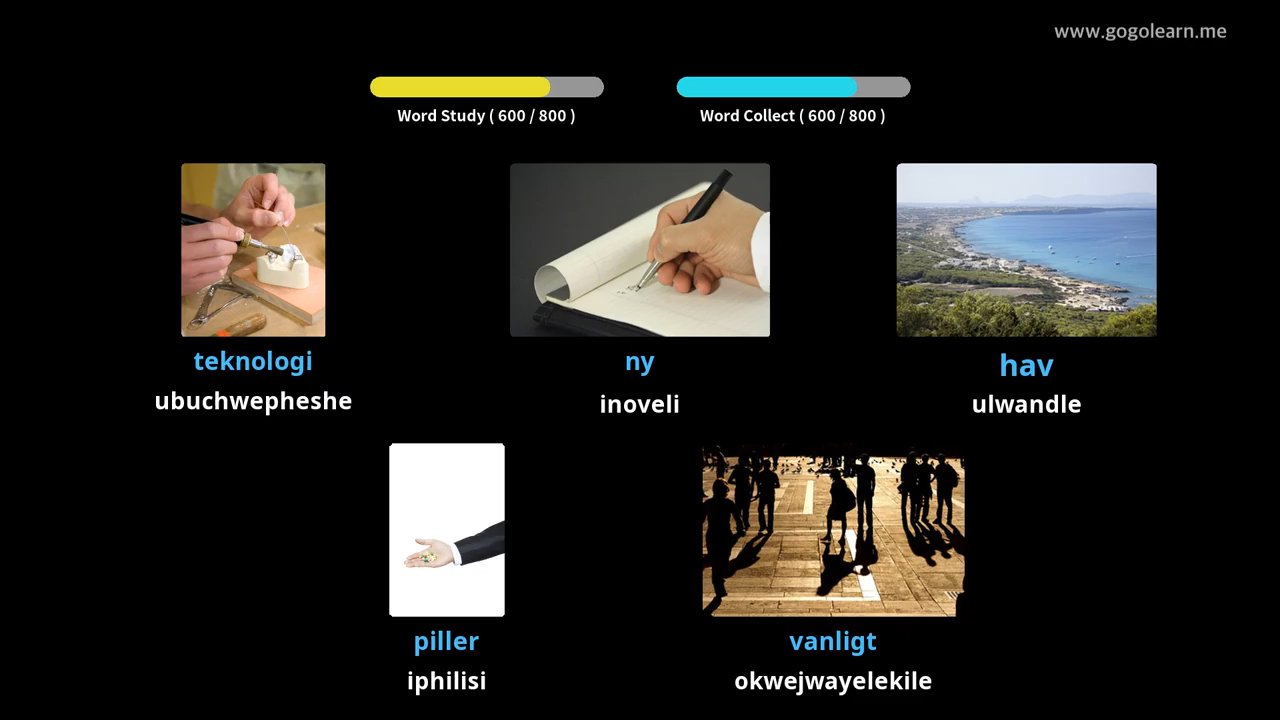 www.gogolearn.me
Word Study ( 600 / 800 )
Word Collect ( 600 / 800 )
teknologi
ubuchwepheshe
ny
inoveli
hav
ulwandle
piller
iphilisi
vanligt
okwejwayelekile